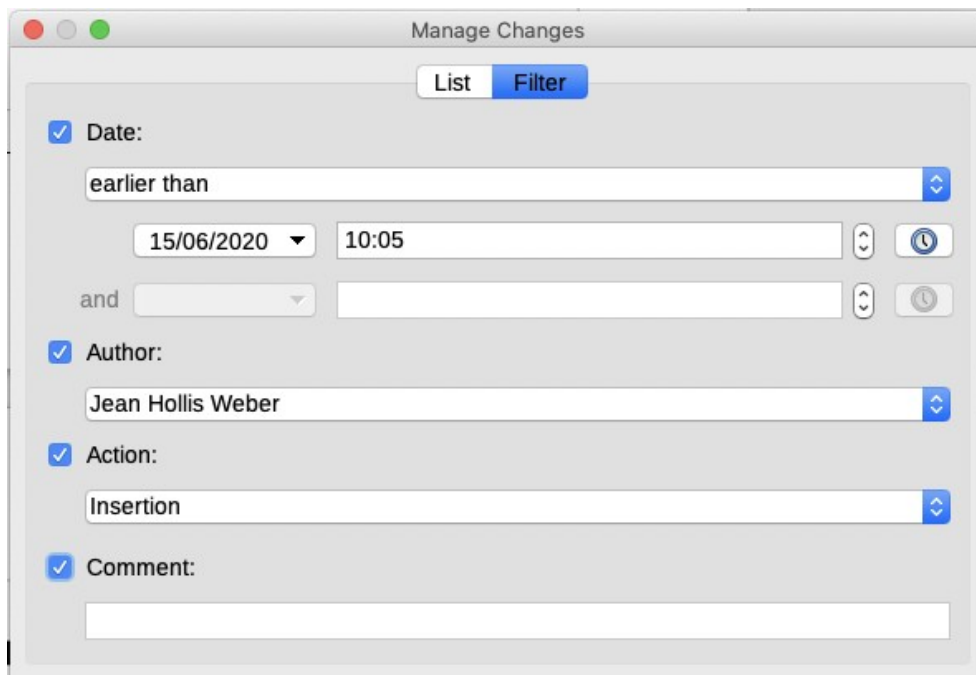 Manage Changes
List Filter
Date:
earlier than
15/06/2020 10:05
and
Author:
Jean Hollis Weber
Action:
Insertion
Comment: